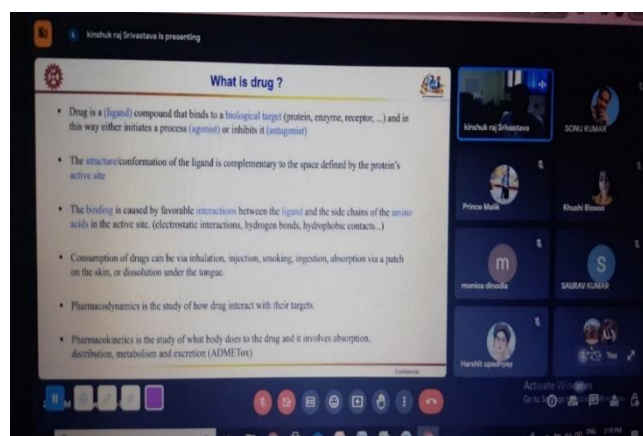 kinshuk raj Srivastava is presenting
What is drug ?
• Drug is a (ligand) compound that binds to a biological target (protein, enzyme, receptor, ...) and in
this way either initiates a process (agonist) or inhibits it (antagonist)
• The structure/conformation of the ligand is complementary to the space defined by the protein's
active site
• The binding is caused by favorable interactions between the ligand and the side chains of the amino
acids in the active site. (electrostatic interactions, hydrogen bonds, hydrophobic contacts...)
• Consumption of drugs can be via inhalation, injection, smoking, ingestion, absorption via a patch
on the skin, or dissolution under the tongue.
• Pharmacodynamics is the study of how drug interact with their targets.
• Pharmacokinetics is the study of what body does to the drug and it involves absorption,
distribution, metabolism and excretion (ADMETox)
Confidential
kinshuk raj Srivastava
SONU KUMAR
Prince Malik
Khushi Biswas
m
monica dinodia
S
SAURAV KUMAR
Harshit upadhyay
You
Activate Windows
Go to
ENG 2:18 PM